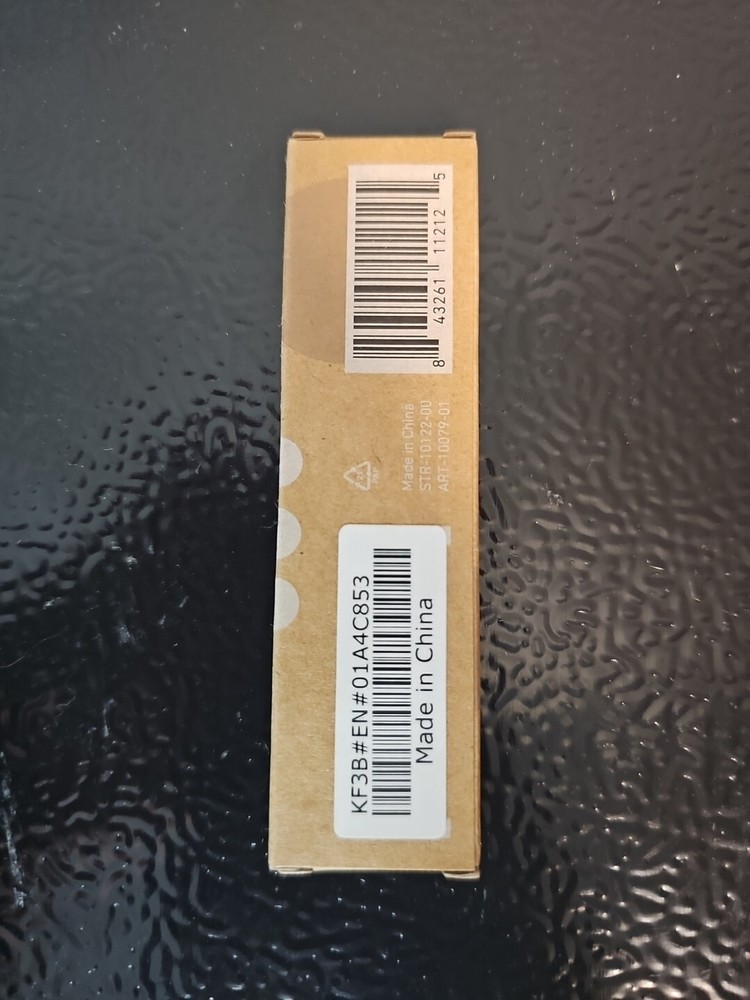 8 43261 11212 5
Made in China
STR-10122-00
ART-10079-01
PAP
KF3B#EN#01A4C853
Made in China